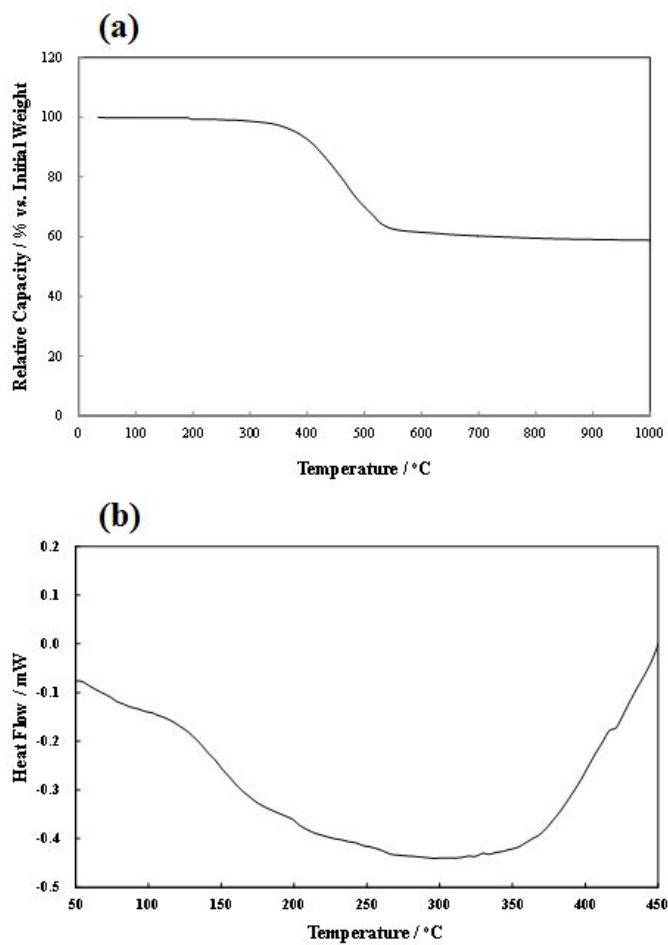 (a)
Relative Capacity / % vs. Initial Weight
120
100
80
60
40
20
0
0 100 200 300 400 500 600 700 800 900 1000
Temperature / °C
(b)
Heat Flow / mW
0.2
0.1
0.0
-0.1
-0.2
-0.3
-0.4
-0.5
50 100 150 200 250 300 350 400 450
Temperature / °C